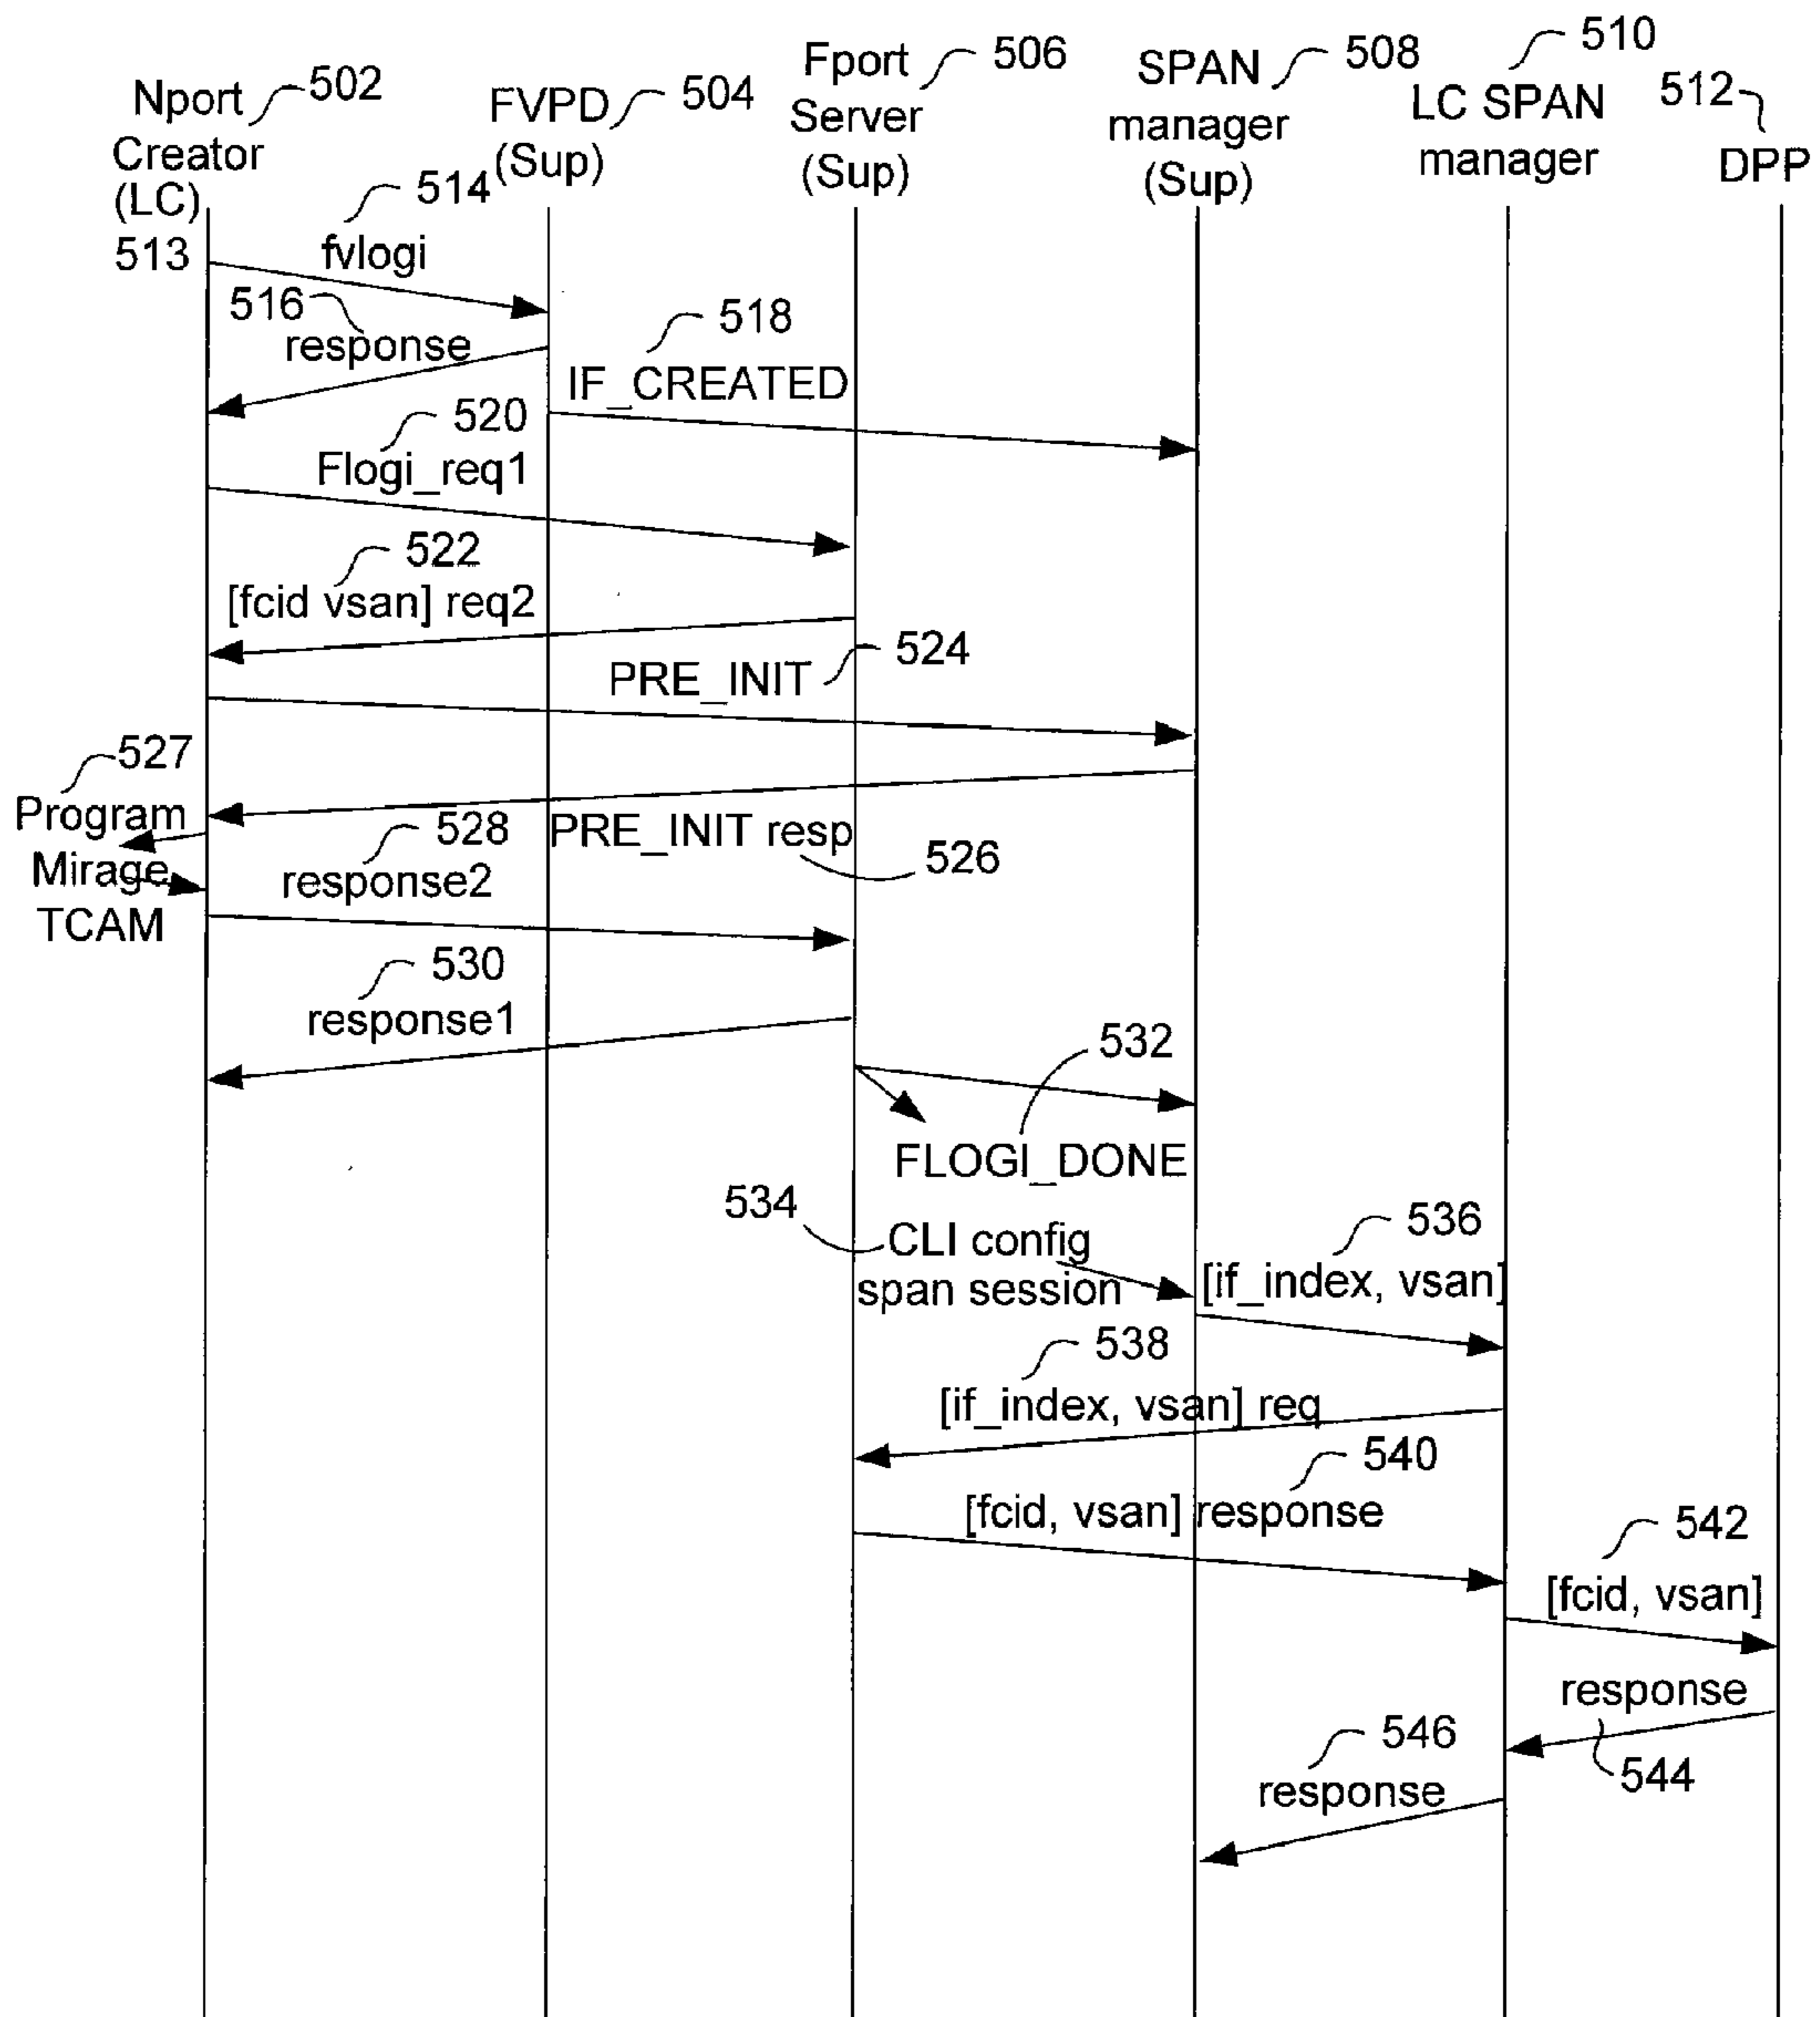 Nport
Creator
(LC)
502
FVPD
(Sup)
504
Fport
Server
(Sup)
506
SPAN
manager
(Sup)
508
510
LC SPAN
manager
512
DPP
513
514
fvlogi
516
response
518
IF_CREATED
520
Flogi_req1
522
[fcid vsan] req2
524
PRE_INIT
527
Program
Mirage
TCAM
PRE_INIT resp
526
528
response2
530
response1
532
FLOGI_DONE
534
CLI config
span session
536
[if_index, vsan]
538
[if_index, vsan] req
540
[fcid, vsan] response
542
[fcid, vsan]
response
544
546
response